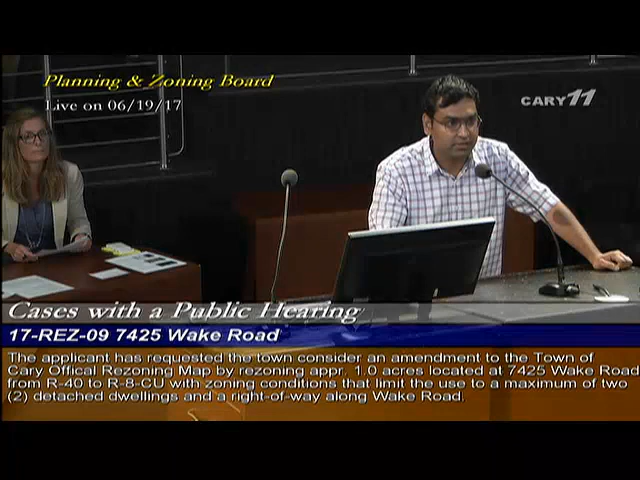 Planning & Zoning Board
Live on 06/19/17
CARY 11
Cases with a Public Hearing
17-REZ-09 7425 Wake Road
The applicant has requested the town consider an amendment to the Town of
Cary Offical Rezoning Map by rezoning appr. 1.0 acres located at 7425 Wake Road
from R-40 to R-8-CU with zoning conditions that limit the use to a maximum of two
(2) detached dwellings and a right-of-way along Wake Road.